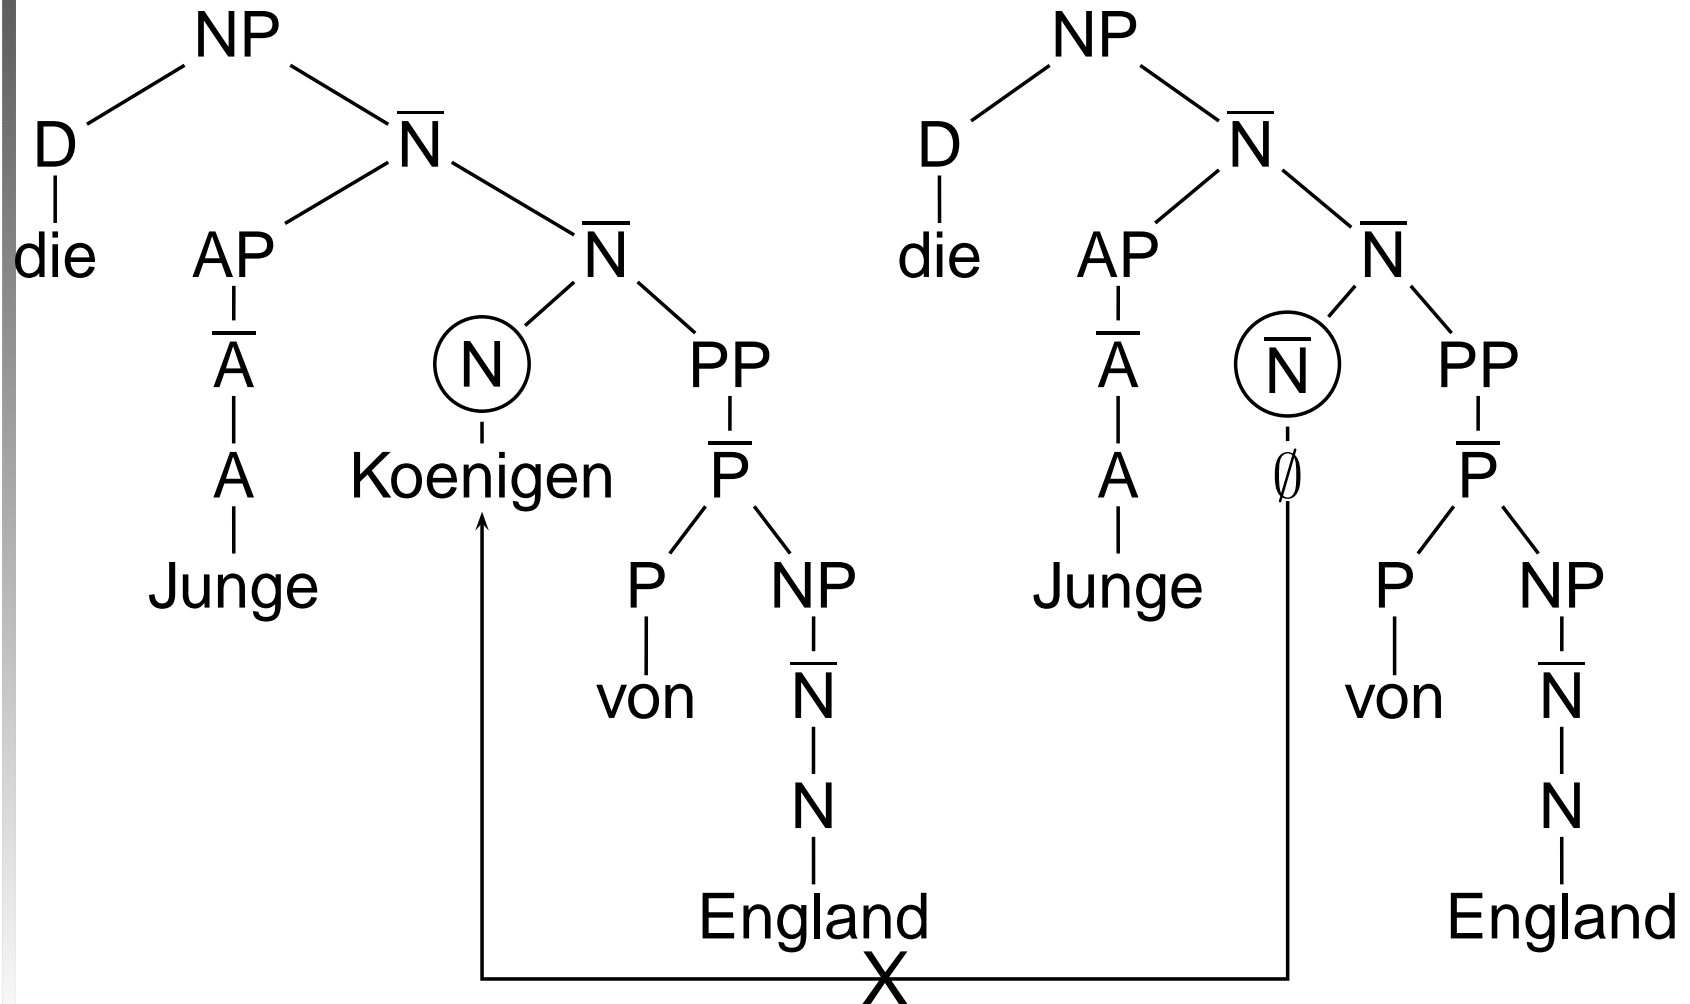 NP NP
D N̅ D N̅
die AP N̅ die AP N̅
A̅ N PP A̅ N̅ PP
A Koenigen P̅ A ∅ P̅
Junge P NP Junge P NP
von N̅ von N̅
N N
England England
X